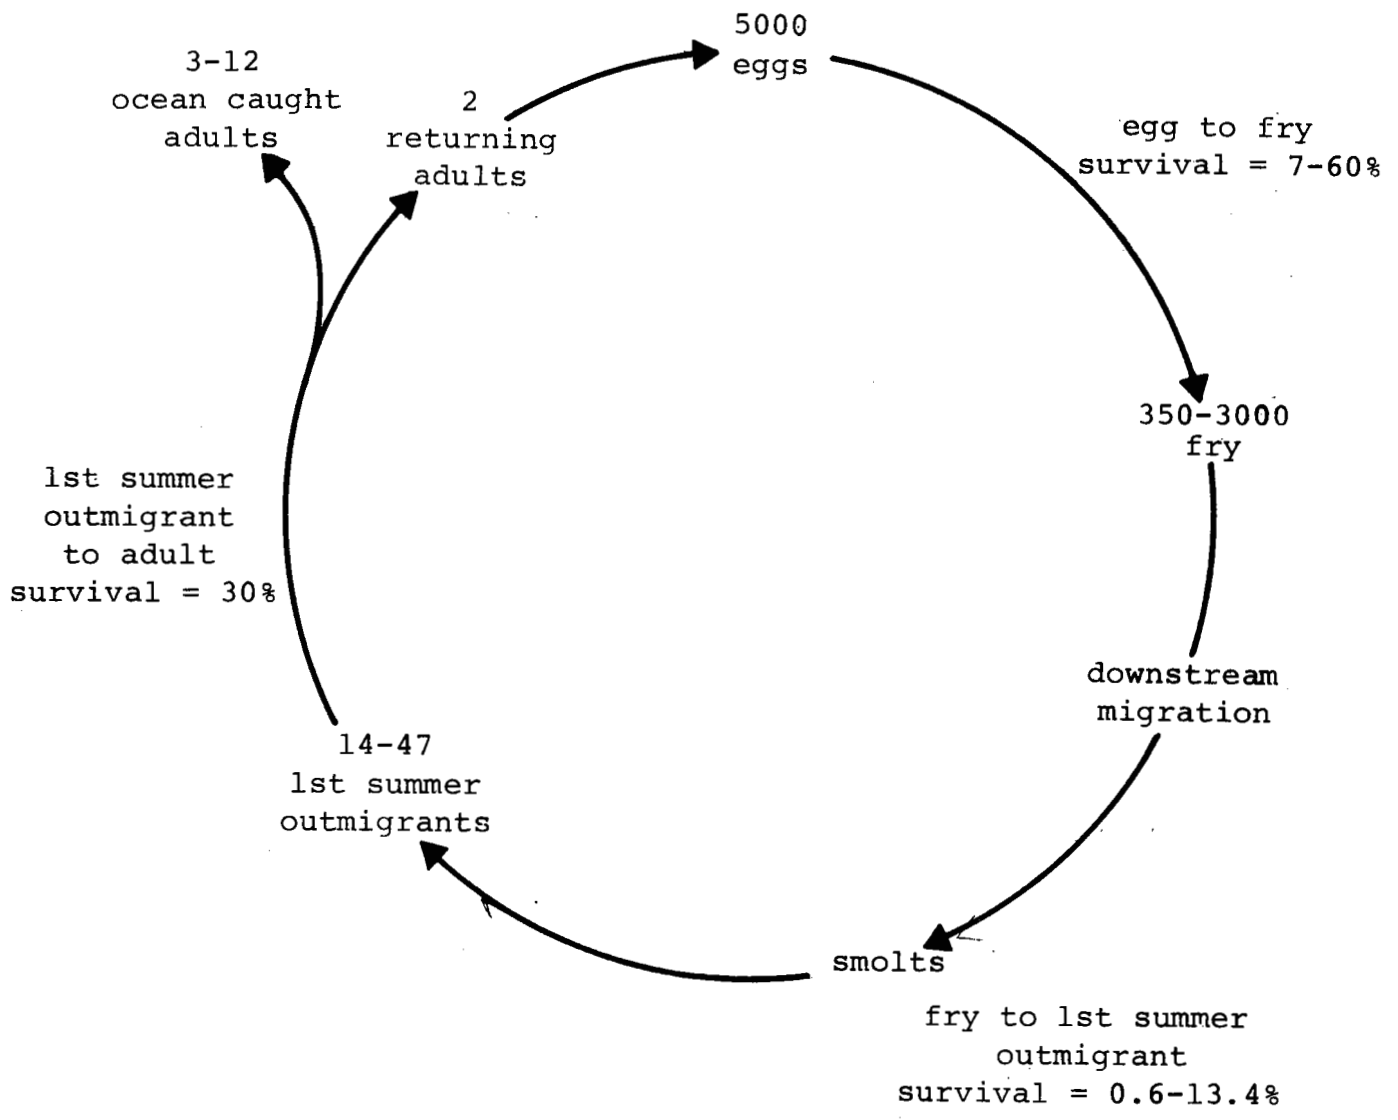 5000
eggs
egg to fry
survival = 7-60%
350-3000
fry
downstream
migration
smolts
fry to 1st summer
outmigrant
survival = 0.6-13.4%
14-47
1st summer
outmigrants
1st summer
outmigrant
to adult
survival = 30%
3-12
ocean caught
adults
2
returning
adults